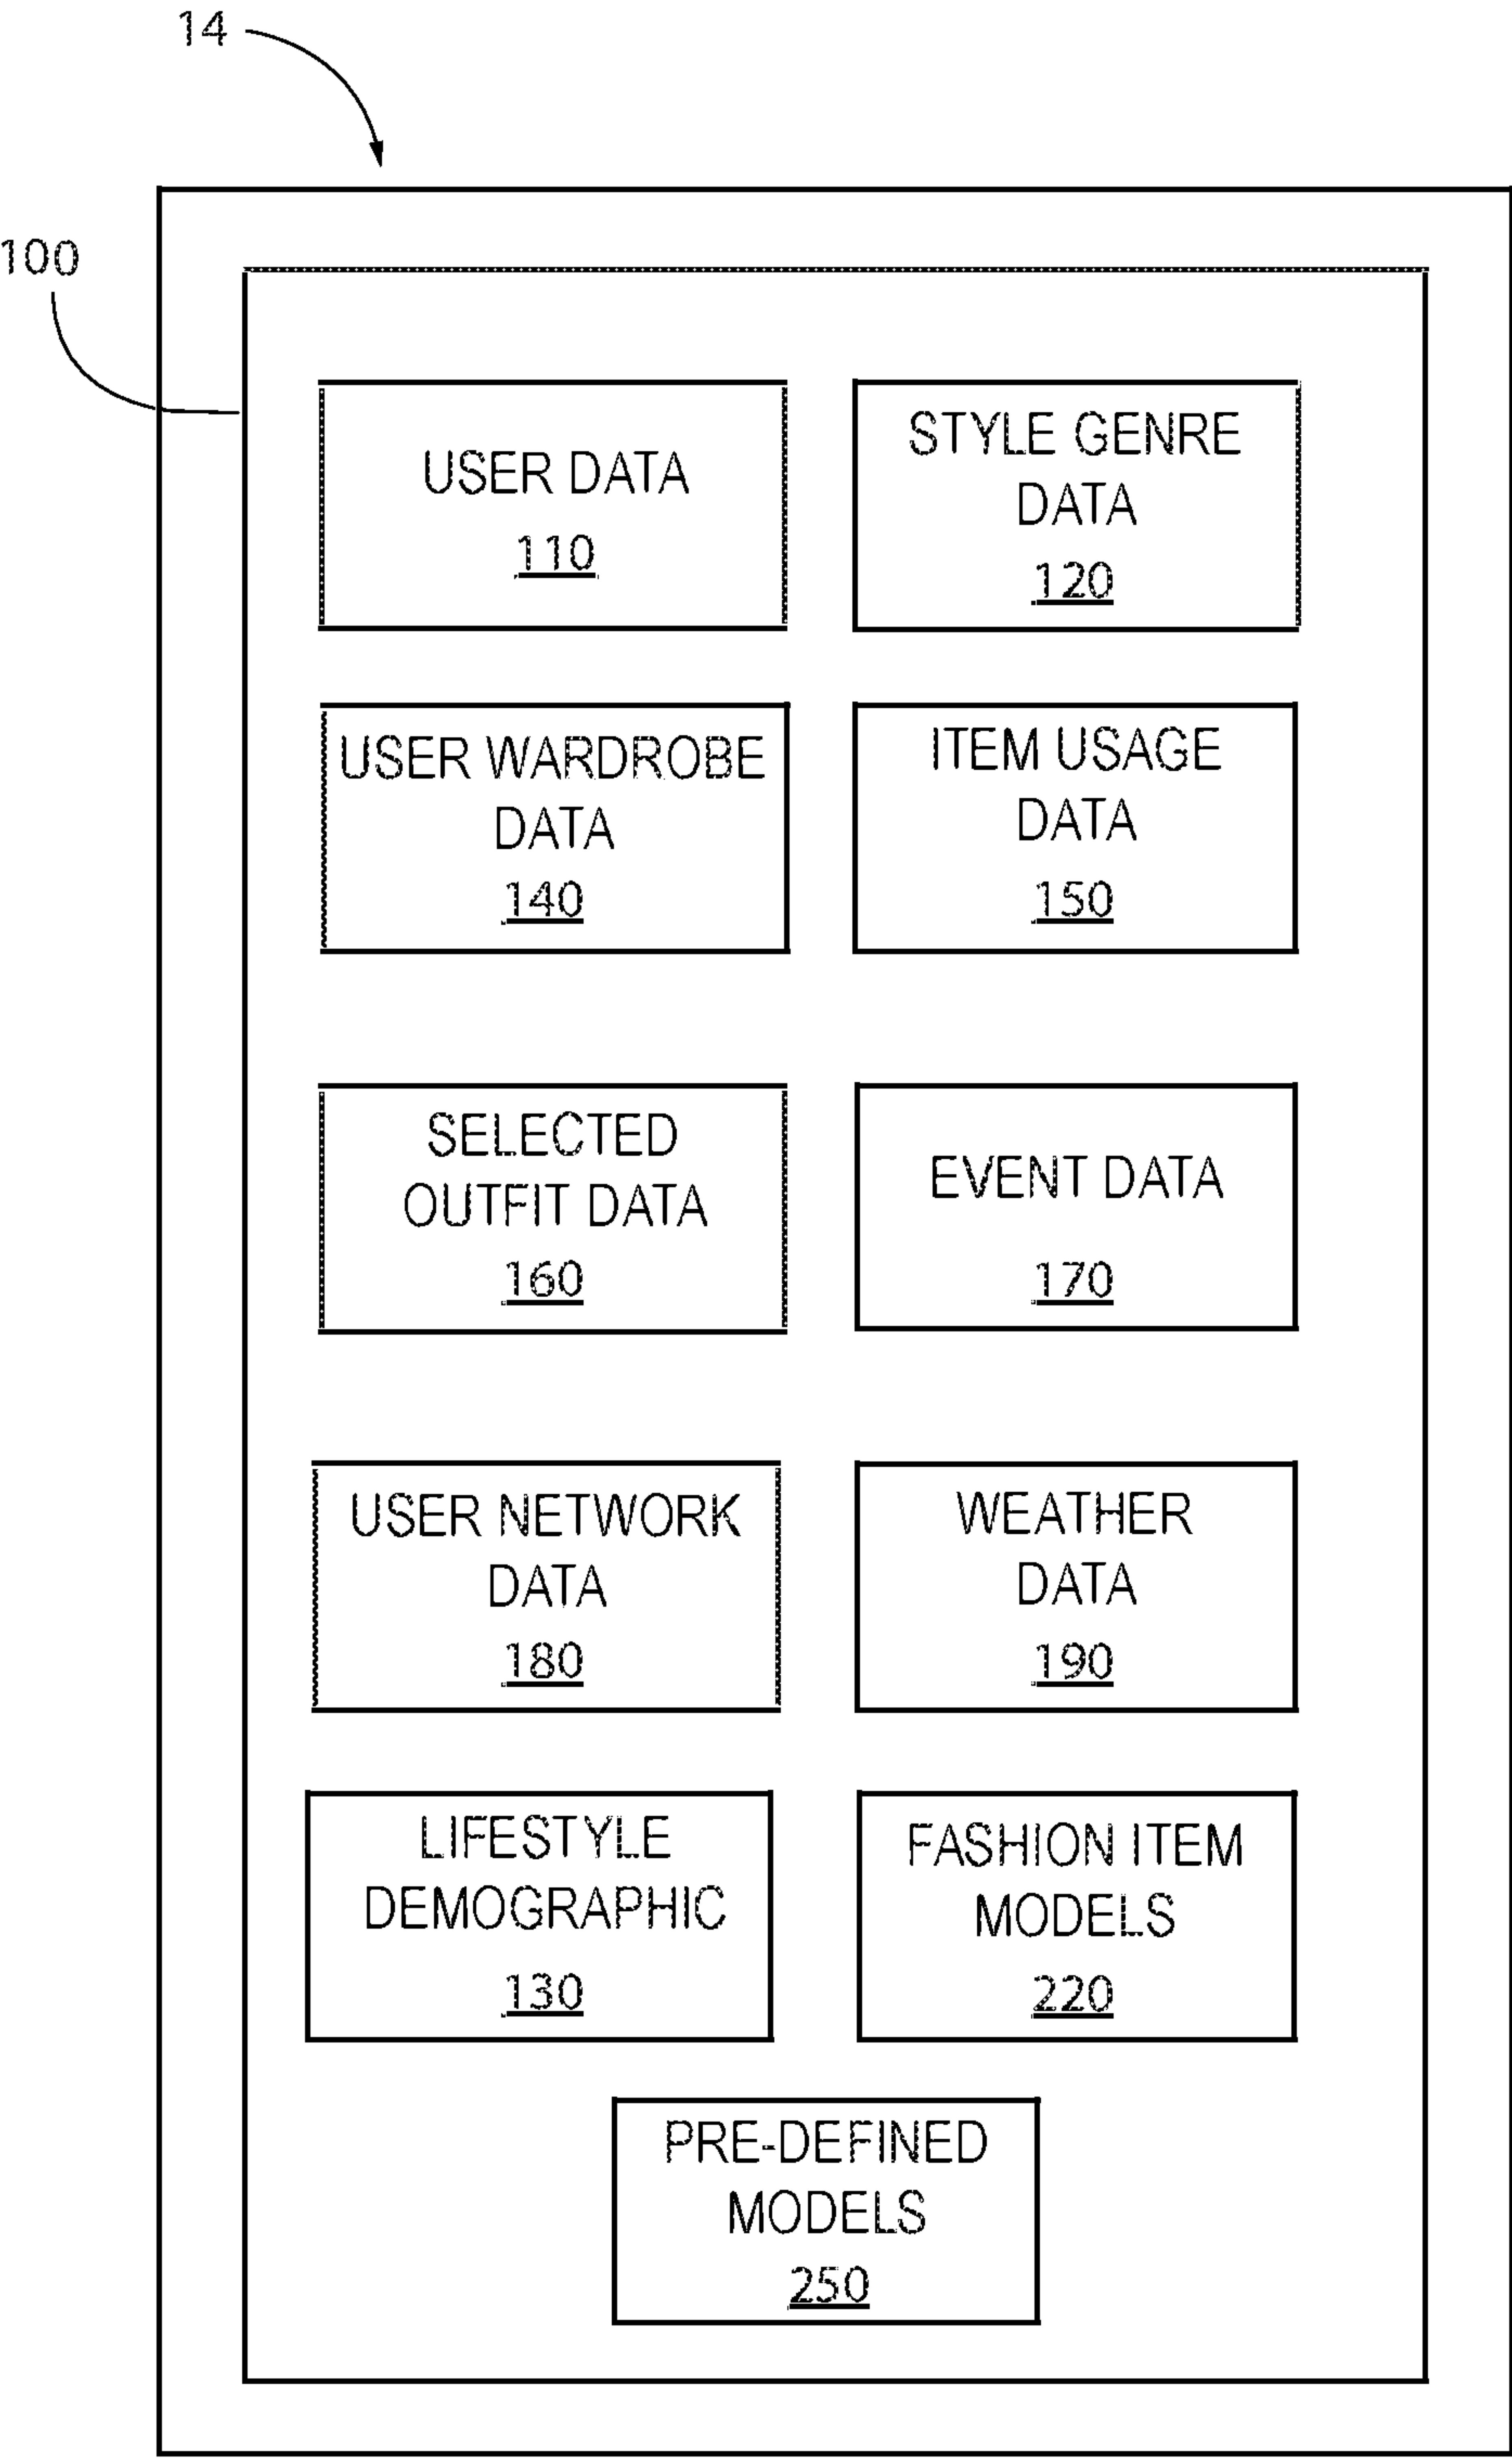 14
100
USER DATA
110
STYLE GENRE
DATA
120
USER WARDROBE
DATA
140
ITEM USAGE
DATA
150
SELECTED
OUTFIT DATA
160
EVENT DATA
170
USER NETWORK
DATA
180
WEATHER
DATA
190
LIFESTYLE
DEMOGRAPHIC
130
FASHION ITEM
MODELS
220
PRE-DEFINED
MODELS
250